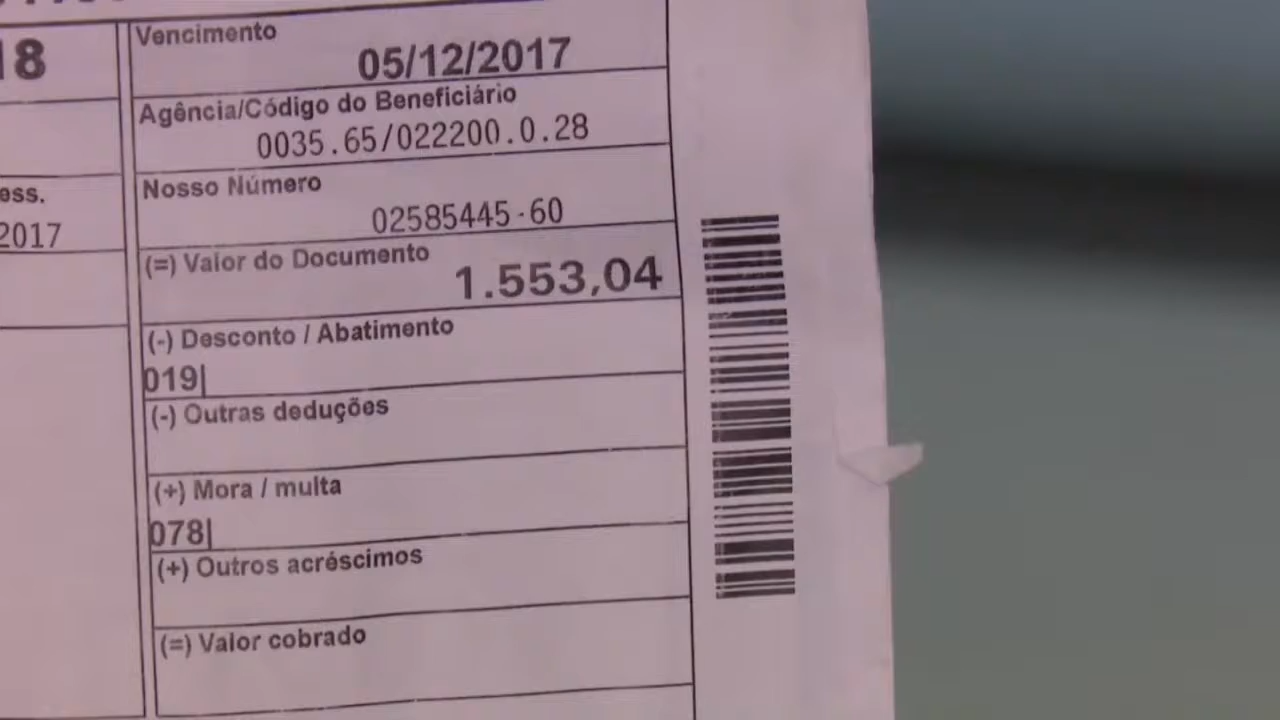 18
Vencimento
05/12/2017
Agência/Código do Beneficiário
0035.65/022200.0.28
ess.
2017
Nosso Número
02585445-60
(=) Valor do Documento
1.553,04
(-) Desconto / Abatimento
019|
(-) Outras deduções
(+) Mora / multa
078|
(+) Outros acréscimos
(=) Valor cobrado